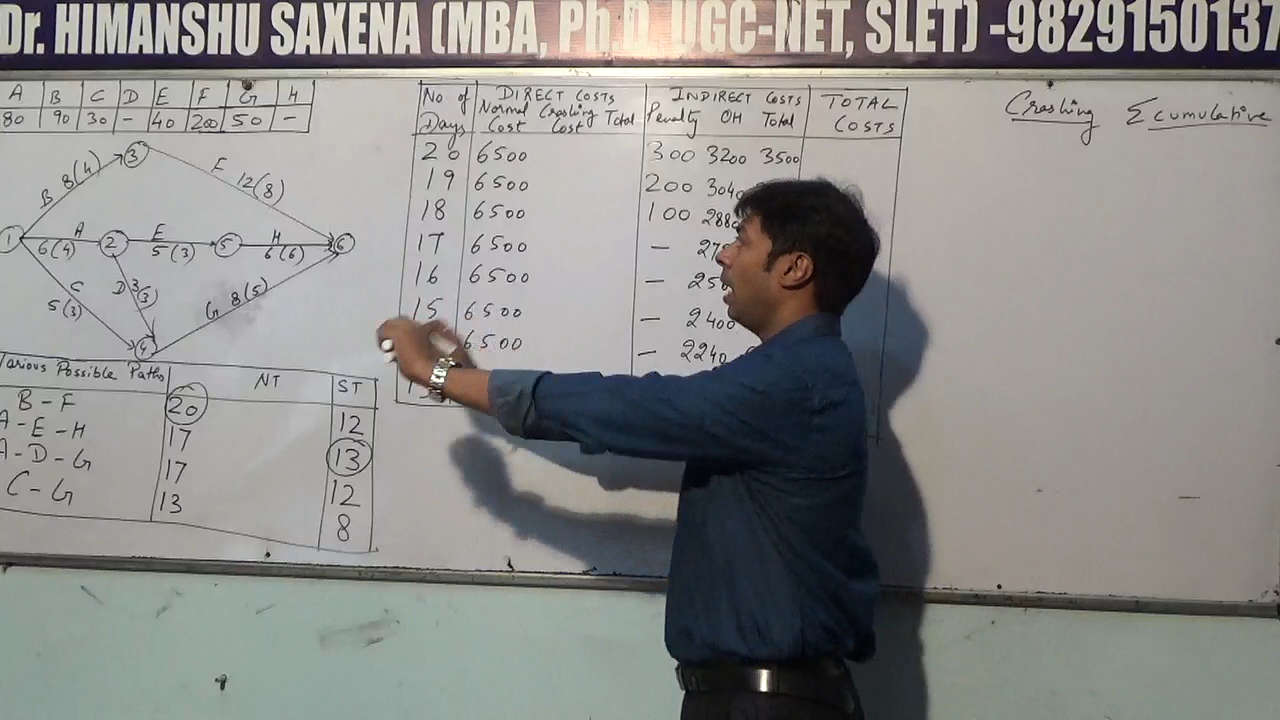 Dr. HIMANSHU SAXENA (MBA, Ph.D. UGC-NET, SLET) -9829150137
A B C D E F G H
80 90 30 - 40 200 50 -
B 8(4)
F 12(8)
A 6(4)
E 5(3)
H 6(6)
C 5(3)
D 3(3)
G 8(5)
1 2 3 4 5 6
Various Possible Paths NT ST
B-F 20 12
A-E-H 17 13
A-D-G 17 12
C-G 13 8
No of Days DIRECT COSTS INDIRECT COSTS TOTAL COSTS
Normal Cost Crashing Cost Total Penalty OH Total
20 6500 300 3200 3500
19 6500 200 3040
18 6500 100 2880
17 6500 -
16 6500 -
15 6500 - 2400
6500 - 2240
Crashing Σcumulative